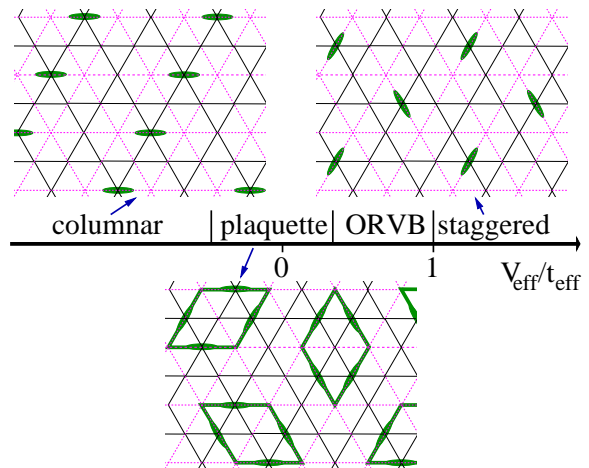 columnar | plaquette | ORVB | staggered
0 1 V_eff/t_eff